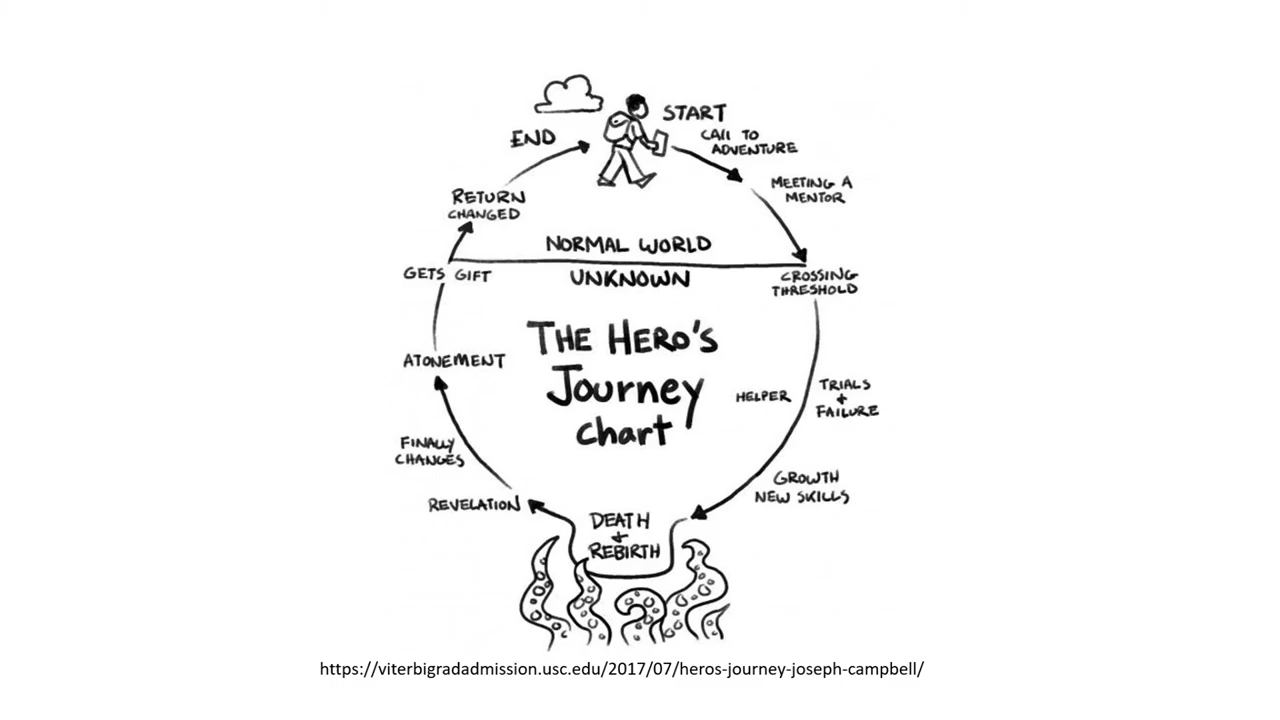 START
CALL TO
ADVENTURE
MEETING A
MENTOR
CROSSING
THRESHOLD
HELPER
TRIALS
+
FAILURE
GROWTH
NEW SKILLS
DEATH
+
REBIRTH
REVELATION
FINALLY
CHANGES
ATONEMENT
GETS GIFT
RETURN
CHANGED
END
NORMAL WORLD
UNKNOWN
THE HERO'S
Journey
chart
https://viterbigradadmission.usc.edu/2017/07/heros-journey-joseph-campbell/